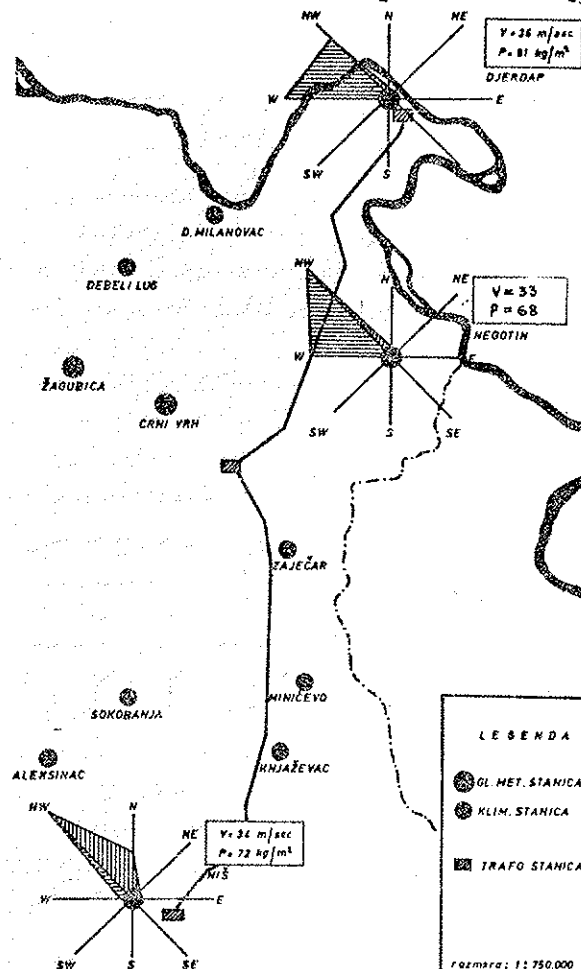 NW N NE
V=36 m/sec
P=81 kg/m²
DJERDAP
W E
SW S
D. MILANOVAC
NW N NE
DEBELI LUG
V=33
P=68
NEGOTIN
W E
ŽAGUBICA
CRNI VRH
SW S SE
ZAJEČAR
MINIĆEVO
SOKOBANJA
KNJAŽEVAC
ALEKSINAC
LEGENDA
GL. MET. STANICA
KLIM. STANICA
TRAFO STANICA
NW N NE
V=34 m/sec
P=72 kg/m²
NIŠ
W E
SW S SE
razmera: 1:750.000